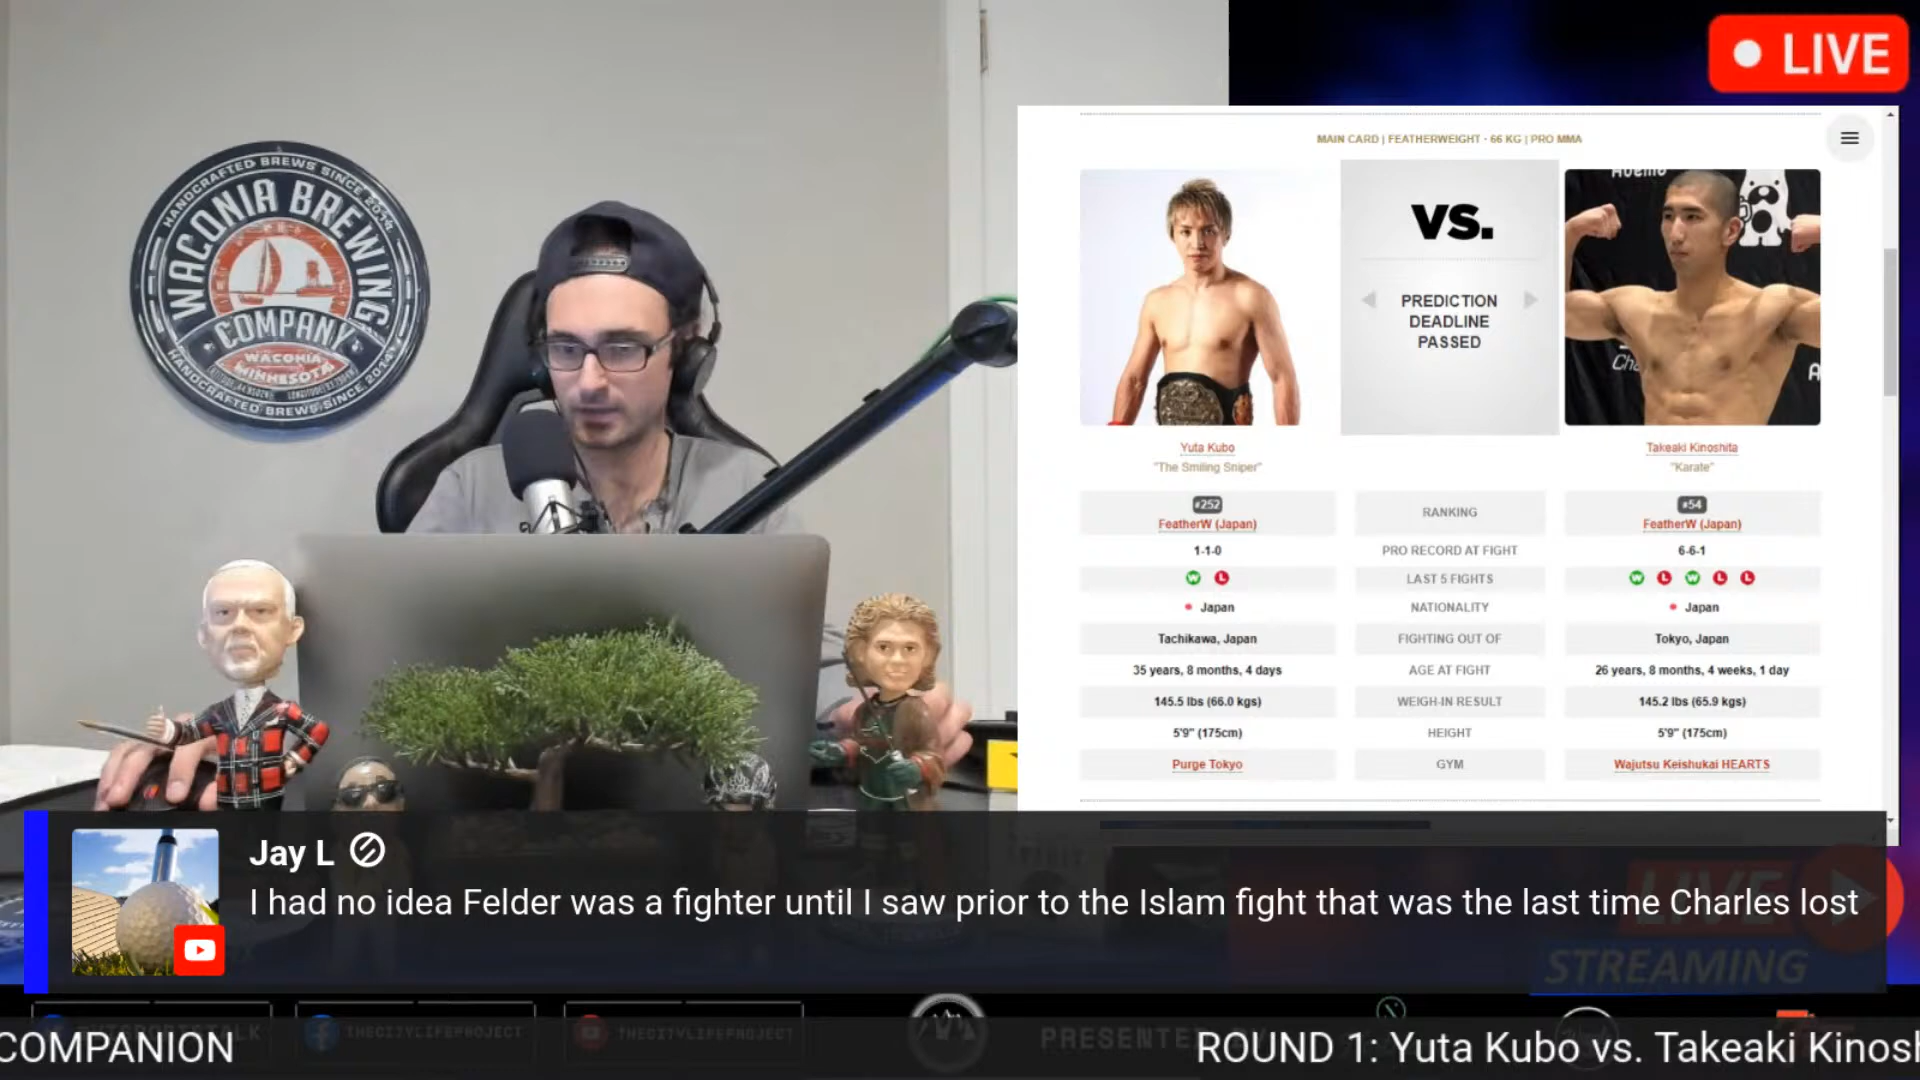 LIVE
HANDCRAFTED BREWS SINCE 2014
WACONIA BREWING
COMPANY
WACONIA
MINNESOTA
HANDCRAFTED BREWS SINCE 2014
MAIN CARD | FEATHERWEIGHT · 66 KG | PRO MMA
VS.
PREDICTION
DEADLINE
PASSED
Yuta Kubo
"The Smiling Sniper"
Takeaki Kinoshita
"Karate"
#252
FeatherW (Japan)
RANKING
#54
FeatherW (Japan)
1-1-0
PRO RECORD AT FIGHT
6-6-1
W L
LAST 5 FIGHTS
W L W L L
Japan
NATIONALITY
Japan
Tachikawa, Japan
FIGHTING OUT OF
Tokyo, Japan
35 years, 8 months, 4 days
AGE AT FIGHT
26 years, 8 months, 4 weeks, 1 day
145.5 lbs (66.0 kgs)
WEIGH-IN RESULT
145.2 lbs (65.9 kgs)
5'9" (175cm)
HEIGHT
5'9" (175cm)
Purge Tokyo
GYM
Wajutsu Keishukai HEARTS
Jay L
I had no idea Felder was a fighter until I saw prior to the Islam fight that was the last time Charles lost
LIVE
STREAMING
THECITYLIFEPROJECT
THECITYLIFEPROJECT
PRESENTED BY
COMPANION
ROUND 1: Yuta Kubo vs. Takeaki Kinosh